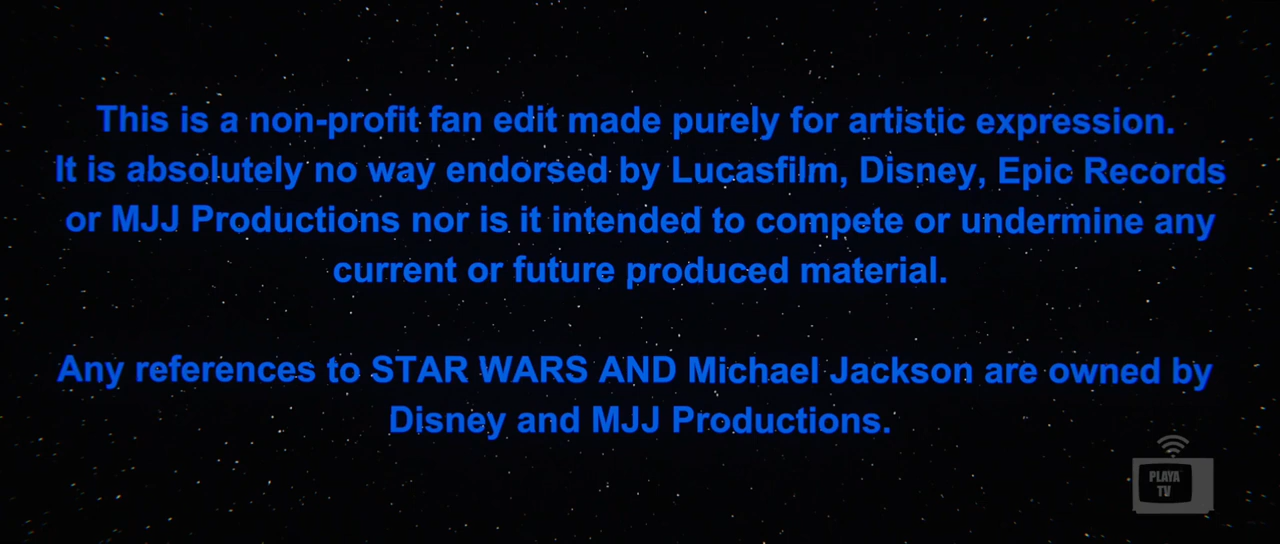 This is a non-profit fan edit made purely for artistic expression.
It is absolutely no way endorsed by Lucasfilm, Disney, Epic Records
or MJJ Productions nor is it intended to compete or undermine any
current or future produced material.
Any references to STAR WARS AND Michael Jackson are owned by
Disney and MJJ Productions.
PLAYA
TV